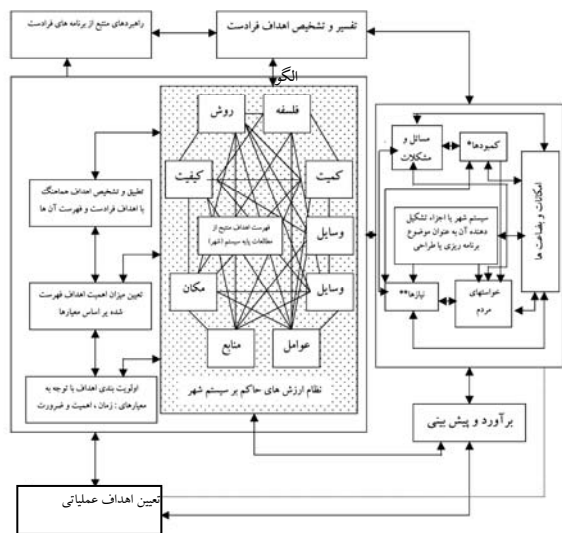 راهبردهای منتج از برنامه های فرادست
تفسیر و تشخیص اهداف فرادست
الگو
روش
فلسفه
کیفیت
کمیت
فهرست اهداف منتج از
مطالعات پایه سیستم (شهر)
وسایل
وسایل
مکان
منابع
عوامل
نظام ارزش های حاکم بر سیستم شهر
تطبیق و تشخیص اهداف هماهنگ
با اهداف فرادست و فهرست آن ها
تعیین میزان اهمیت اهداف فهرست
شده بر اساس معیارها
اولویت بندی اهداف با توجه به
معیارهای : زمان ، اهمیت و ضرورت
مسائل و
مشکلات
کمبودها*
سیستم شهر یا اجزاء تشکیل
دهنده آن به عنوان موضوع
برنامه ریزی یا طراحی
نیازها**
خواستهای
مردم
امکانات و بضاعت ها
برآورد و پیش بینی
تعیین اهداف عملیاتی